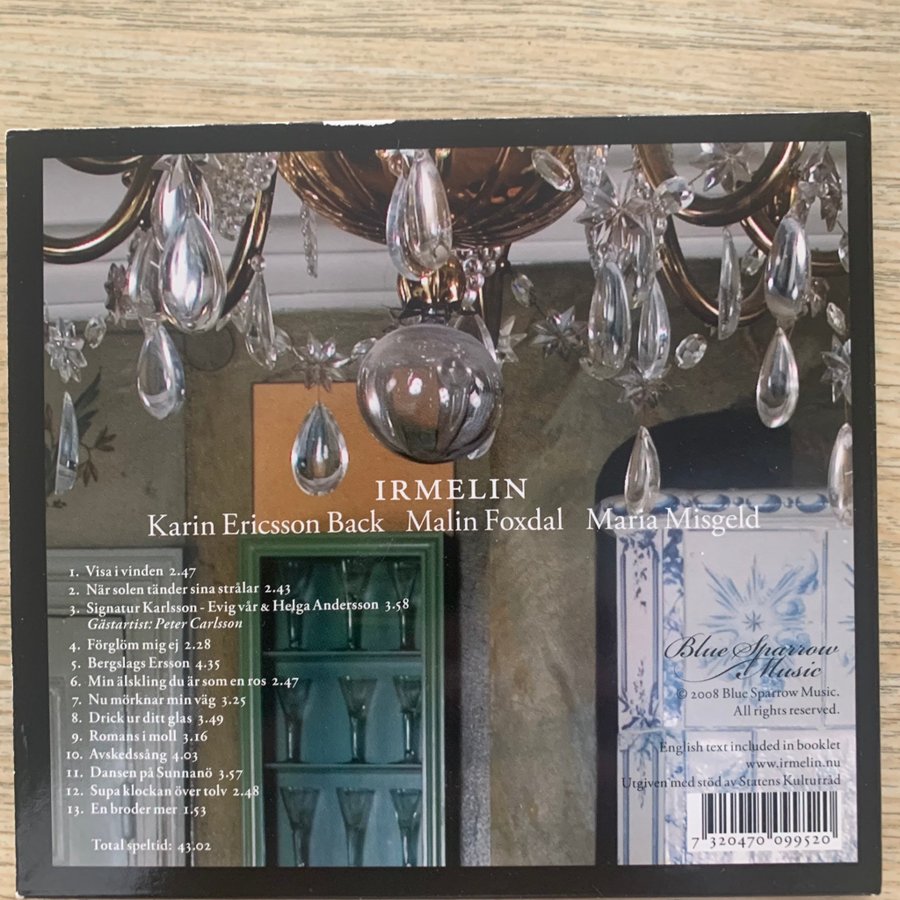 IRMELIN
Karin Ericsson Back Malin Foxdal Maria Misgeld
1. Visa i vinden 2.47
2. När solen tänder sina strålar 2.43
3. Signatur Karlsson - Evig vår & Helga Andersson 3.58
Gästartist: Peter Carlsson
4. Förglöm mig ej 2.28
5. Bergslags Ersson 4.35
6. Min älskling du är som en ros 2.47
7. Nu mörknar min väg 3.25
8. Drick ur ditt glas 3.49
9. Romans i moll 3.16
10. Avskedssång 4.03
11. Dansen på Sunnanö 3.57
12. Supa klockan över tolv 2.48
13. En broder mer 1.53
Total speltid: 43.02
Blue Sparrow
Music
© 2008 Blue Sparrow Music.
All rights reserved.
English text included in booklet
www.irmelin.nu
Utgiven med stöd av Statens Kulturråd
7 320470 099520